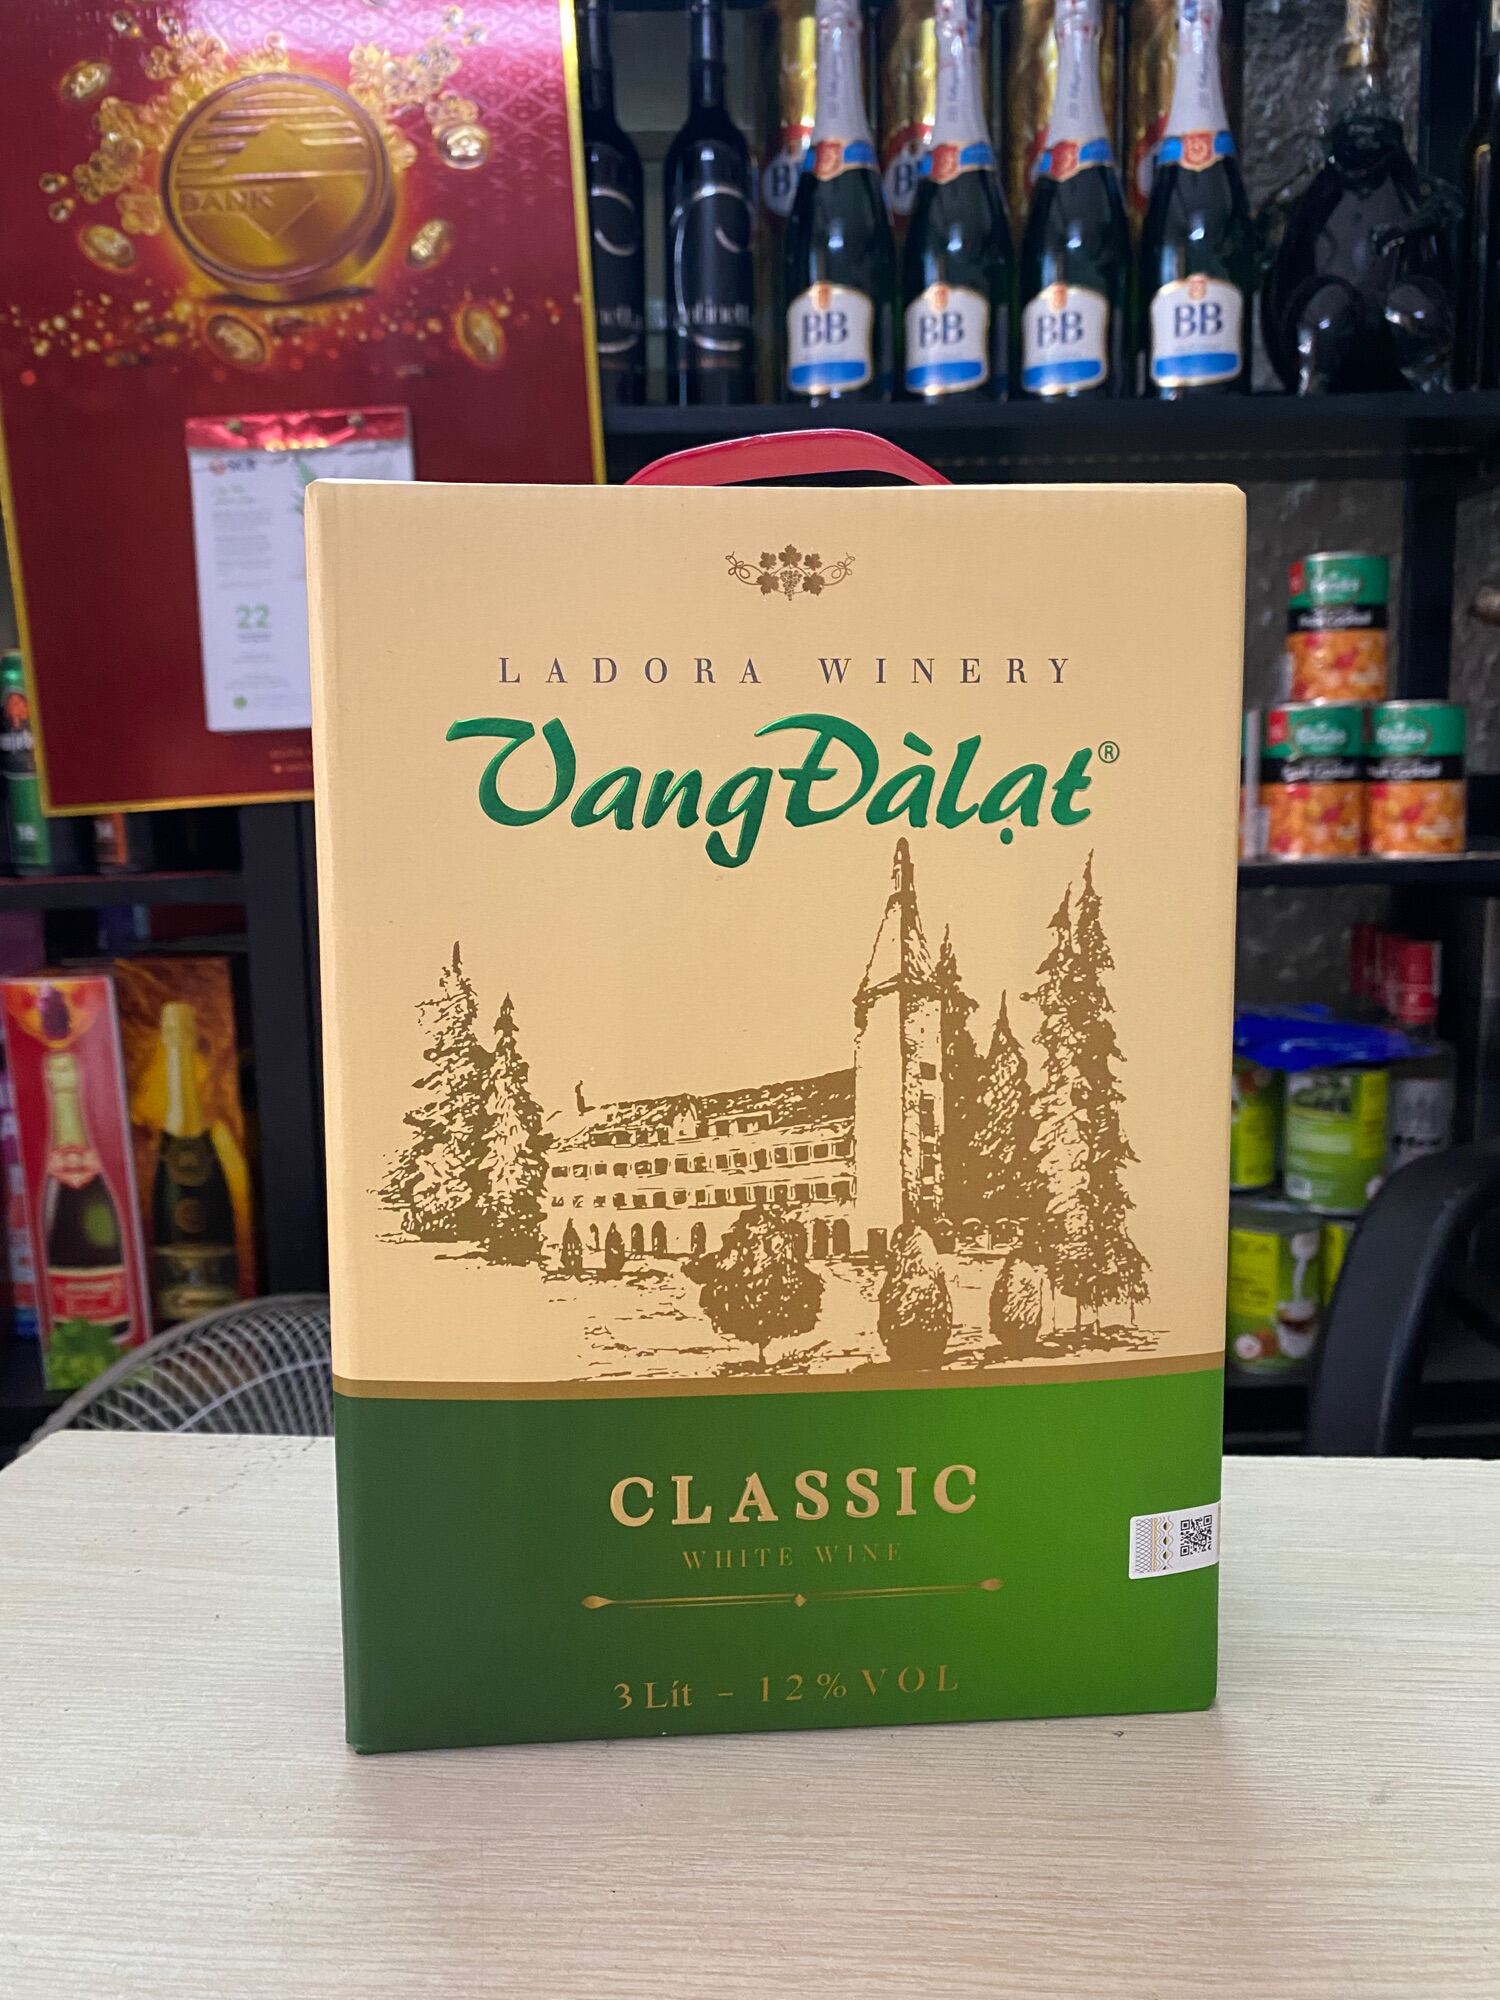 BANK
22
BB
BB
BB
BB
LADORA WINERY
VangĐàlạt®
CLASSIC
WHITE WINE
3 Lít - 12% VOL